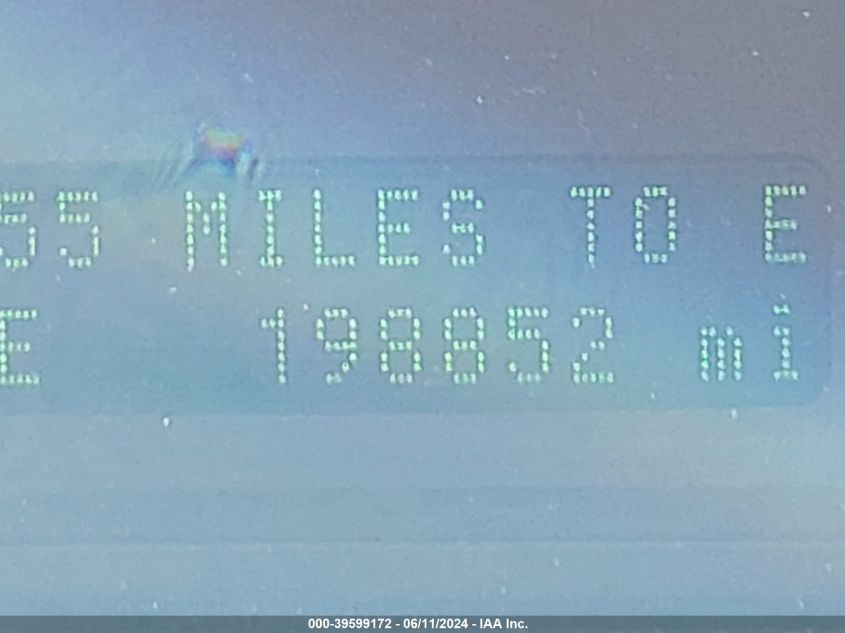 55 MILES TO E
E 198852 mi
000-39599172 - 06/11/2024 - IAA Inc.